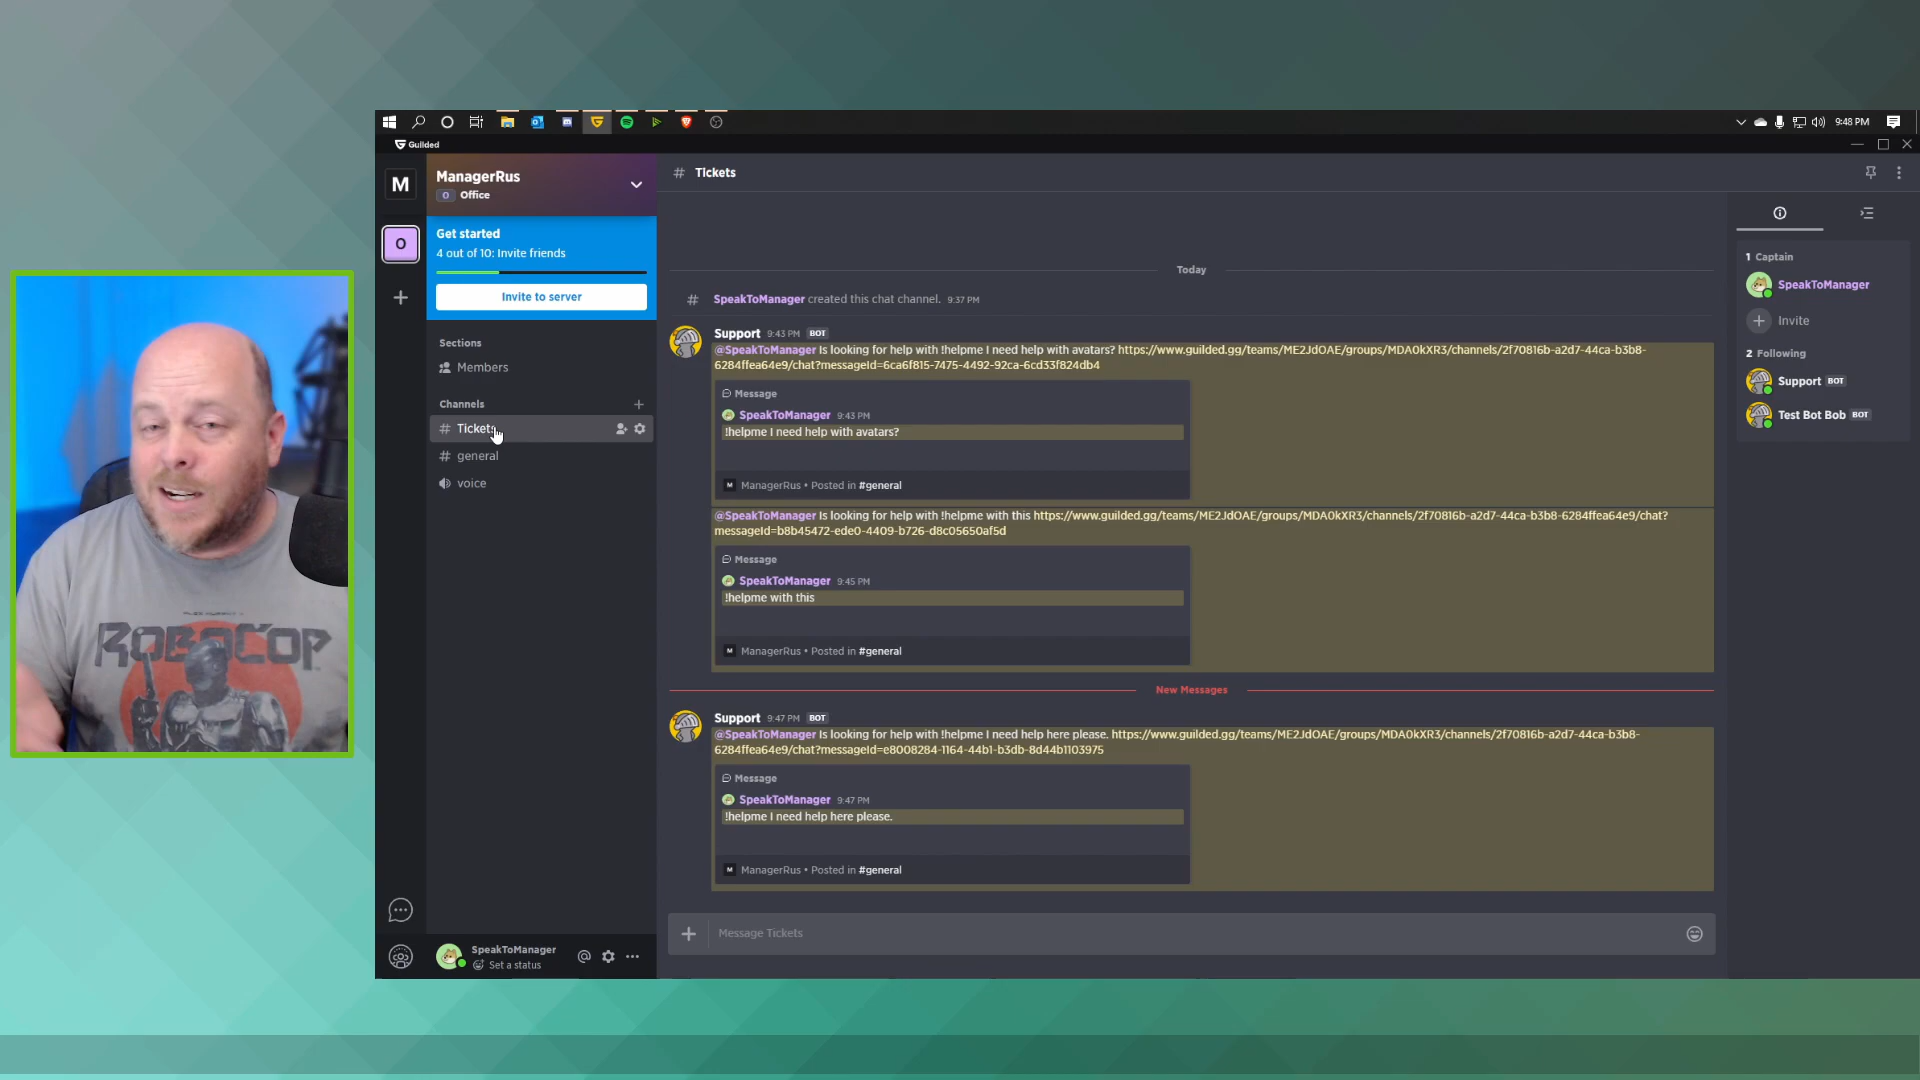 9:48 PM
Guilded
M
ManagerRus
O Office
O
Get started
4 out of 10: Invite friends
Invite to server
Sections
Members
Channels
# Tickets
# general
voice
SpeakToManager
Set a status
# Tickets
Today
# SpeakToManager created this chat channel. 9:37 PM
Support 9:43 PM BOT
@SpeakToManager Is looking for help with !helpme I need help with avatars? https://www.guilded.gg/teams/ME2JdOAE/groups/MDA0kXR3/channels/2f70816b-a2d7-44ca-b3b8-
6284ffea64e9/chat?messageId=6ca6f815-7475-4492-92ca-6cd33f824db4
Message
SpeakToManager 9:43 PM
!helpme I need help with avatars?
M ManagerRus • Posted in #general
@SpeakToManager Is looking for help with !helpme with this https://www.guilded.gg/teams/ME2JdOAE/groups/MDA0kXR3/channels/2f70816b-a2d7-44ca-b3b8-6284ffea64e9/chat?
messageId=b8b45472-ede0-4409-b726-d8c05650af5d
Message
SpeakToManager 9:45 PM
!helpme with this
M ManagerRus • Posted in #general
New Messages
Support 9:47 PM BOT
@SpeakToManager Is looking for help with !helpme I need help here please. https://www.guilded.gg/teams/ME2JdOAE/groups/MDA0kXR3/channels/2f70816b-a2d7-44ca-b3b8-
6284ffea64e9/chat?messageId=e8008284-1164-44b1-b3db-8d44b1103975
Message
SpeakToManager 9:47 PM
!helpme I need help here please.
M ManagerRus • Posted in #general
Message Tickets
1 Captain
SpeakToManager
Invite
2 Following
Support BOT
Test Bot Bob BOT
ROBOCOP